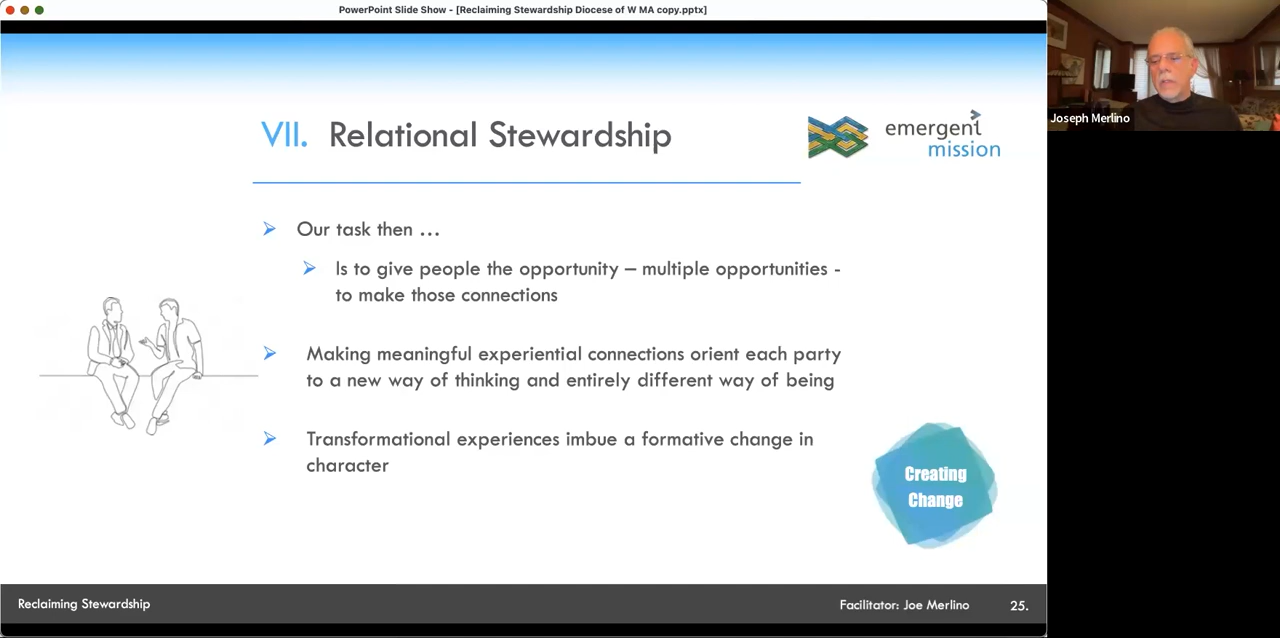 PowerPoint Slide Show - [Reclaiming Stewardship Diocese of W MA copy.pptx]
VII. Relational Stewardship
emergent
mission
Our task then …
Is to give people the opportunity – multiple opportunities -
to make those connections
Making meaningful experiential connections orient each party
to a new way of thinking and entirely different way of being
Transformational experiences imbue a formative change in
character
Creating
Change
Reclaiming Stewardship
Facilitator: Joe Merlino
25.
Joseph Merlino